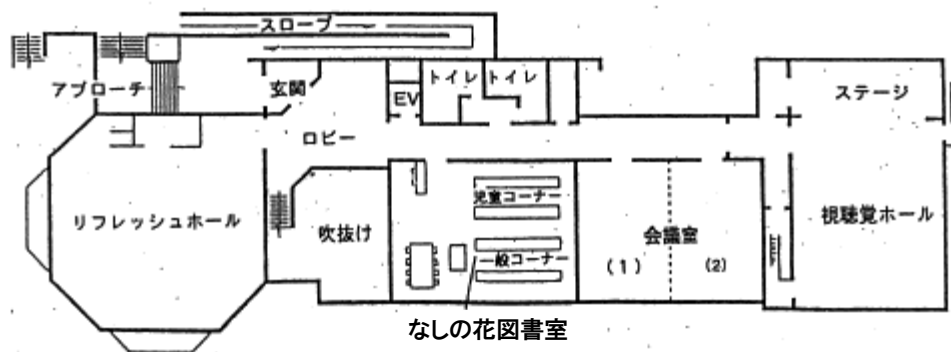 スロープ
アプローチ
玄関
EV
トイレ
トイレ
ステージ
ロビー
リフレッシュホール
吹抜け
児童コーナー
一般コーナー
会議室
(1)
(2)
視聴覚ホール
なしの花図書室